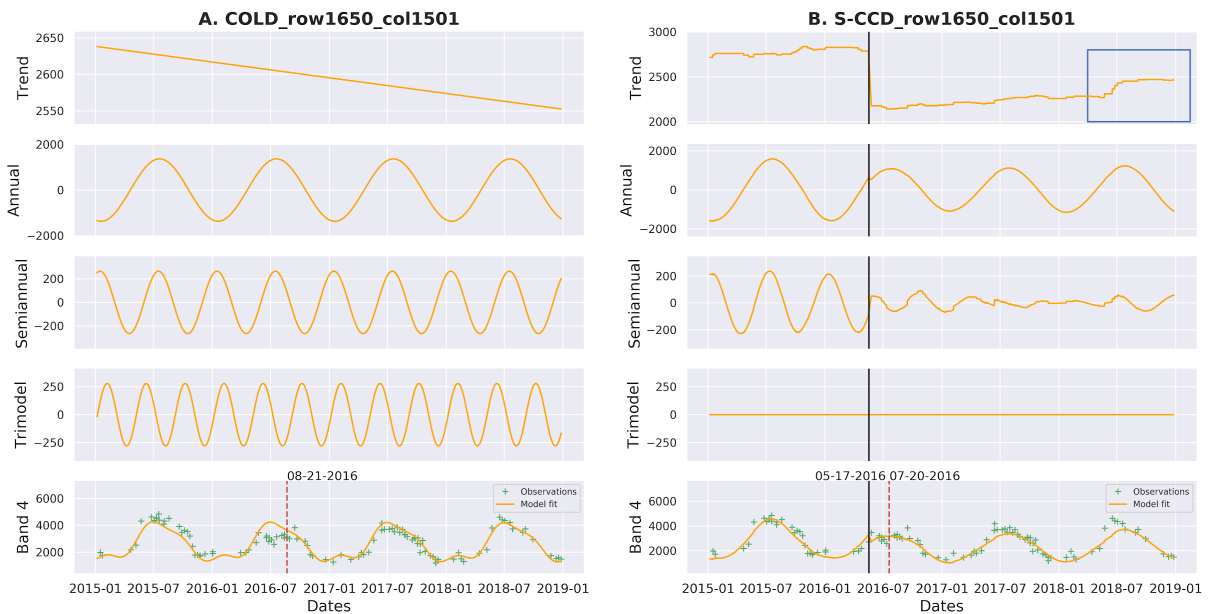 A. COLD_row1650_col1501
Trend
2650
2600
2550
Annual
2000
0
−2000
Semiannual
200
0
−200
Trimodel
250
0
−250
08-21-2016
Band 4
6000
4000
2000
Observations
Model fit
2015-01 2015-07 2016-01 2016-07 2017-01 2017-07 2018-01 2018-07 2019-01
Dates
B. S-CCD_row1650_col1501
Trend
3000
2500
2000
Annual
2000
0
−2000
Semiannual
200
0
−200
Trimodel
250
0
−250
05-17-2016 07-20-2016
Band 4
6000
4000
2000
Observations
Model fit
2015-01 2015-07 2016-01 2016-07 2017-01 2017-07 2018-01 2018-07 2019-01
Dates